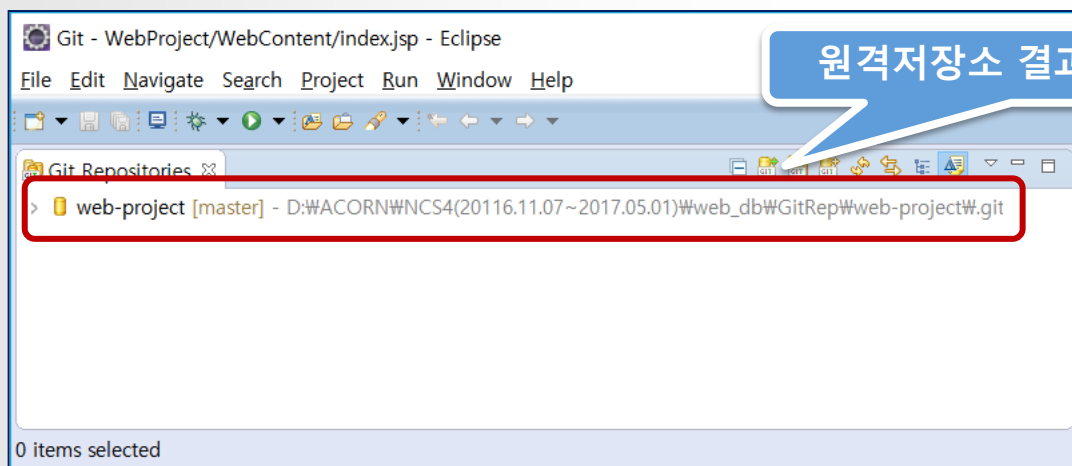 Git - WebProject/WebContent/index.jsp - Eclipse
원격저장소 결과
File Edit Navigate Search Project Run Window Help
Git Repositories
web-project [master] - D:₩ACORN₩NCS4(20116.11.07~2017.05.01)₩web_db₩GitRep₩web-project₩.git
0 items selected